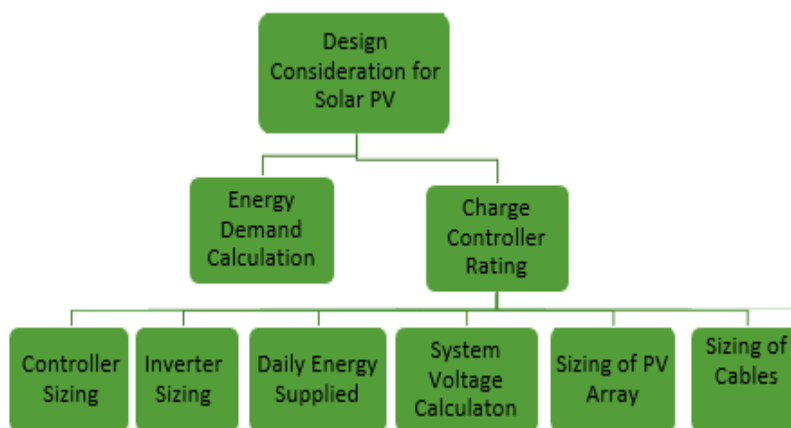 Design
Consideration for
Solar PV
Energy
Demand
Calculation
Charge
Controller
Rating
Controller
Sizing
Inverter
Sizing
Daily Energy
Supplied
System
Voltage
Calculaton
Sizing of PV
Array
Sizing of
Cables